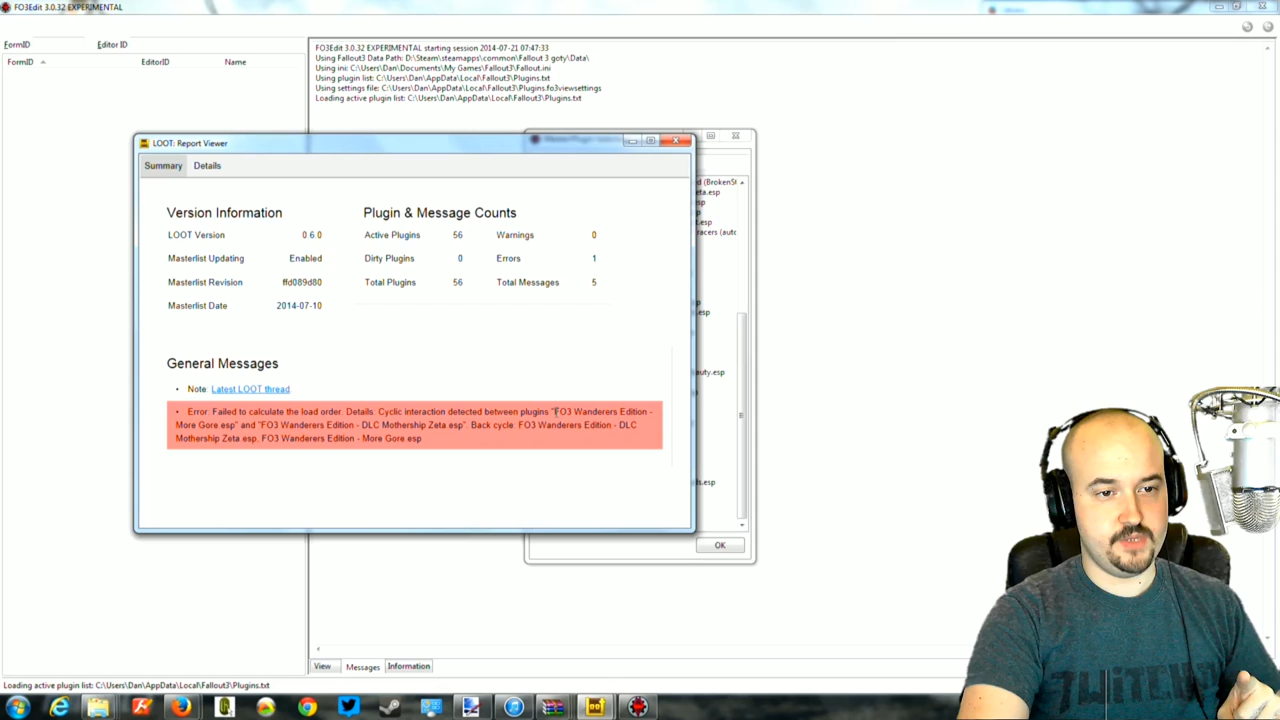 FO3Edit 3.0.32 EXPERIMENTAL
FormID Editor ID
FormID EditorID Name
FO3Edit 3.0.32 EXPERIMENTAL starting session 2014-07-21 07:47:33
Using Fallout3 Data Path: D:\Steam\steamapps\common\Fallout 3 goty\Data\
Using ini: C:\Users\Dan\Documents\My Games\Fallout3\Fallout.ini
Using plugin list: C:\Users\Dan\AppData\Local\Fallout3\Plugins.txt
Using settings file: C:\Users\Dan\AppData\Local\Fallout3\Plugins.fo3viewsettings
Loading active plugin list: C:\Users\Dan\AppData\Local\Fallout3\Plugins.txt
LOOT: Report Viewer
Summary Details
Version Information
LOOT Version 0.6.0
Masterlist Updating Enabled
Masterlist Revision ffd089d80
Masterlist Date 2014-07-10
Plugin & Message Counts
Active Plugins 56 Warnings 0
Dirty Plugins 0 Errors 1
Total Plugins 56 Total Messages 5
General Messages
• Note: Latest LOOT thread.
• Error: Failed to calculate the load order. Details: Cyclic interaction detected between plugins "FO3 Wanderers Edition -
More Gore.esp" and "FO3 Wanderers Edition - DLC Mothership Zeta.esp". Back cycle: FO3 Wanderers Edition - DLC
Mothership Zeta.esp, FO3 Wanderers Edition - More Gore.esp
OK
View Messages Information
Loading active plugin list: C:\Users\Dan\AppData\Local\Fallout3\Plugins.txt